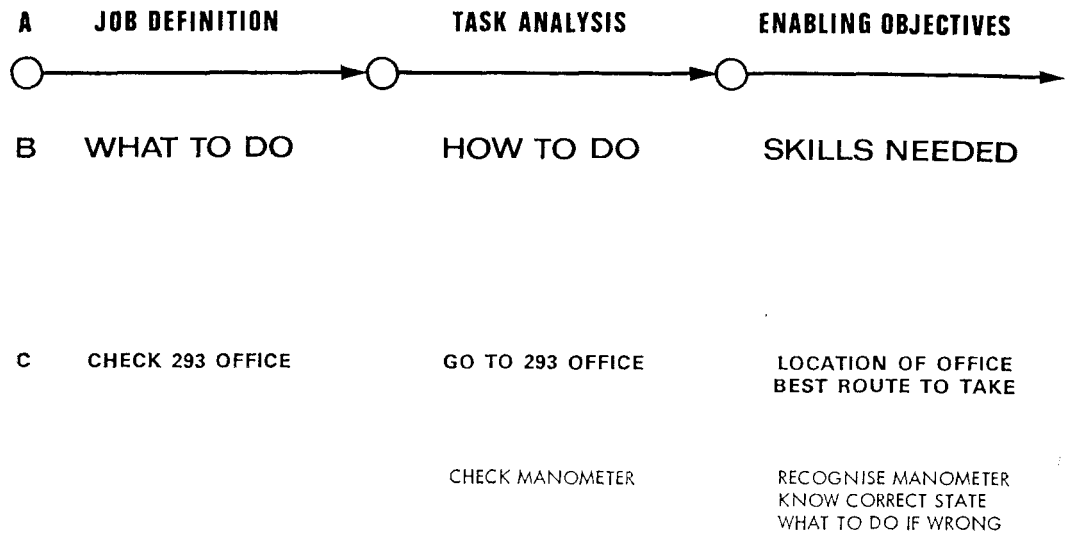 A JOB DEFINITION TASK ANALYSIS ENABLING OBJECTIVES
B WHAT TO DO HOW TO DO SKILLS NEEDED
C CHECK 293 OFFICE GO TO 293 OFFICE LOCATION OF OFFICE
BEST ROUTE TO TAKE
CHECK MANOMETER RECOGNISE MANOMETER
KNOW CORRECT STATE
WHAT TO DO IF WRONG